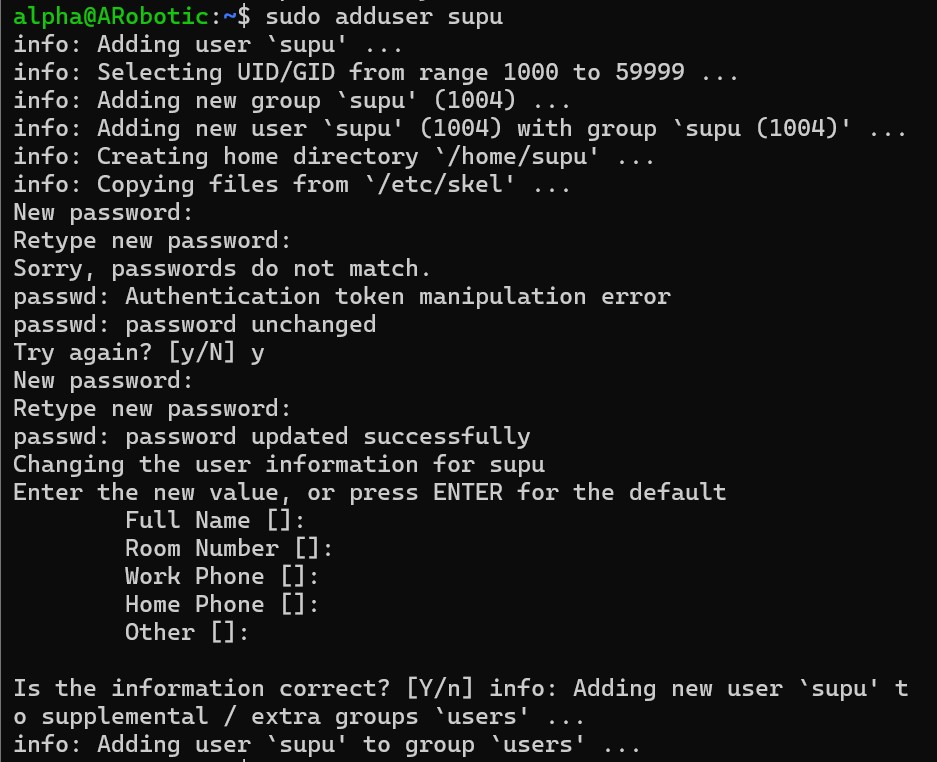 alpha@ARobotic:~$ sudo adduser supu
info: Adding user `supu' ...
info: Selecting UID/GID from range 1000 to 59999 ...
info: Adding new group `supu' (1004) ...
info: Adding new user `supu' (1004) with group `supu (1004)' ...
info: Creating home directory `/home/supu' ...
info: Copying files from `/etc/skel' ...
New password:
Retype new password:
Sorry, passwords do not match.
passwd: Authentication token manipulation error
passwd: password unchanged
Try again? [y/N] y
New password:
Retype new password:
passwd: password updated successfully
Changing the user information for supu
Enter the new value, or press ENTER for the default
        Full Name []:
        Room Number []:
        Work Phone []:
        Home Phone []:
        Other []:
Is the information correct? [Y/n] info: Adding new user `supu' t
o supplemental / extra groups `users' ...
info: Adding user `supu' to group `users' ...